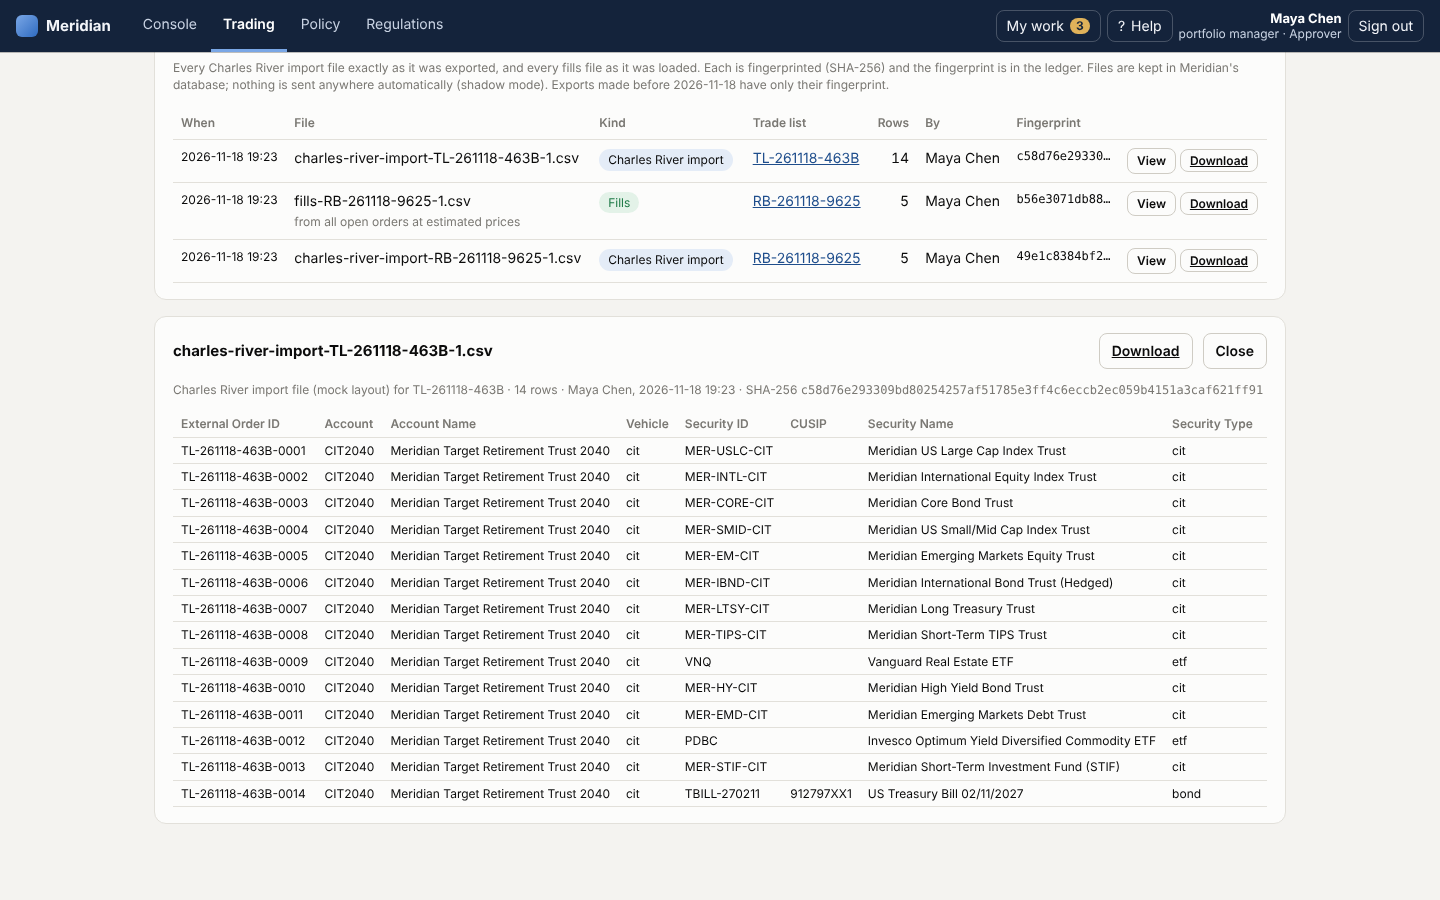 Meridian Console Trading Policy Regulations My work 3 ? Help Maya Chen portfolio manager · Approver Sign out
Every Charles River import file exactly as it was exported, and every fills file as it was loaded. Each is fingerprinted (SHA-256) and the fingerprint is in the ledger. Files are kept in Meridian's
database; nothing is sent anywhere automatically (shadow mode). Exports made before 2026-11-18 have only their fingerprint.
When File Kind Trade list Rows By Fingerprint
2026-11-18 19:23 charles-river-import-TL-261118-463B-1.csv Charles River import TL-261118-463B 14 Maya Chen c58d76e29330… View Download
2026-11-18 19:23 fills-RB-261118-9625-1.csv Fills RB-261118-9625 5 Maya Chen b56e3071db88… View Download
from all open orders at estimated prices
2026-11-18 19:23 charles-river-import-RB-261118-9625-1.csv Charles River import RB-261118-9625 5 Maya Chen 49e1c8384bf2… View Download
charles-river-import-TL-261118-463B-1.csv Download Close
Charles River import file (mock layout) for TL-261118-463B · 14 rows · Maya Chen, 2026-11-18 19:23 · SHA-256 c58d76e293309bd80254257af51785e3ff4c6eccb2ec059b4151a3caf621ff91
External Order ID Account Account Name Vehicle Security ID CUSIP Security Name Security Type
TL-261118-463B-0001 CIT2040 Meridian Target Retirement Trust 2040 cit MER-USLC-CIT Meridian US Large Cap Index Trust cit
TL-261118-463B-0002 CIT2040 Meridian Target Retirement Trust 2040 cit MER-INTL-CIT Meridian International Equity Index Trust cit
TL-261118-463B-0003 CIT2040 Meridian Target Retirement Trust 2040 cit MER-CORE-CIT Meridian Core Bond Trust cit
TL-261118-463B-0004 CIT2040 Meridian Target Retirement Trust 2040 cit MER-SMID-CIT Meridian US Small/Mid Cap Index Trust cit
TL-261118-463B-0005 CIT2040 Meridian Target Retirement Trust 2040 cit MER-EM-CIT Meridian Emerging Markets Equity Trust cit
TL-261118-463B-0006 CIT2040 Meridian Target Retirement Trust 2040 cit MER-IBND-CIT Meridian International Bond Trust (Hedged) cit
TL-261118-463B-0007 CIT2040 Meridian Target Retirement Trust 2040 cit MER-LTSY-CIT Meridian Long Treasury Trust cit
TL-261118-463B-0008 CIT2040 Meridian Target Retirement Trust 2040 cit MER-TIPS-CIT Meridian Short-Term TIPS Trust cit
TL-261118-463B-0009 CIT2040 Meridian Target Retirement Trust 2040 cit VNQ Vanguard Real Estate ETF etf
TL-261118-463B-0010 CIT2040 Meridian Target Retirement Trust 2040 cit MER-HY-CIT Meridian High Yield Bond Trust cit
TL-261118-463B-0011 CIT2040 Meridian Target Retirement Trust 2040 cit MER-EMD-CIT Meridian Emerging Markets Debt Trust cit
TL-261118-463B-0012 CIT2040 Meridian Target Retirement Trust 2040 cit PDBC Invesco Optimum Yield Diversified Commodity ETF etf
TL-261118-463B-0013 CIT2040 Meridian Target Retirement Trust 2040 cit MER-STIF-CIT Meridian Short-Term Investment Fund (STIF) cit
TL-261118-463B-0014 CIT2040 Meridian Target Retirement Trust 2040 cit TBILL-270211 912797XX1 US Treasury Bill 02/11/2027 bond